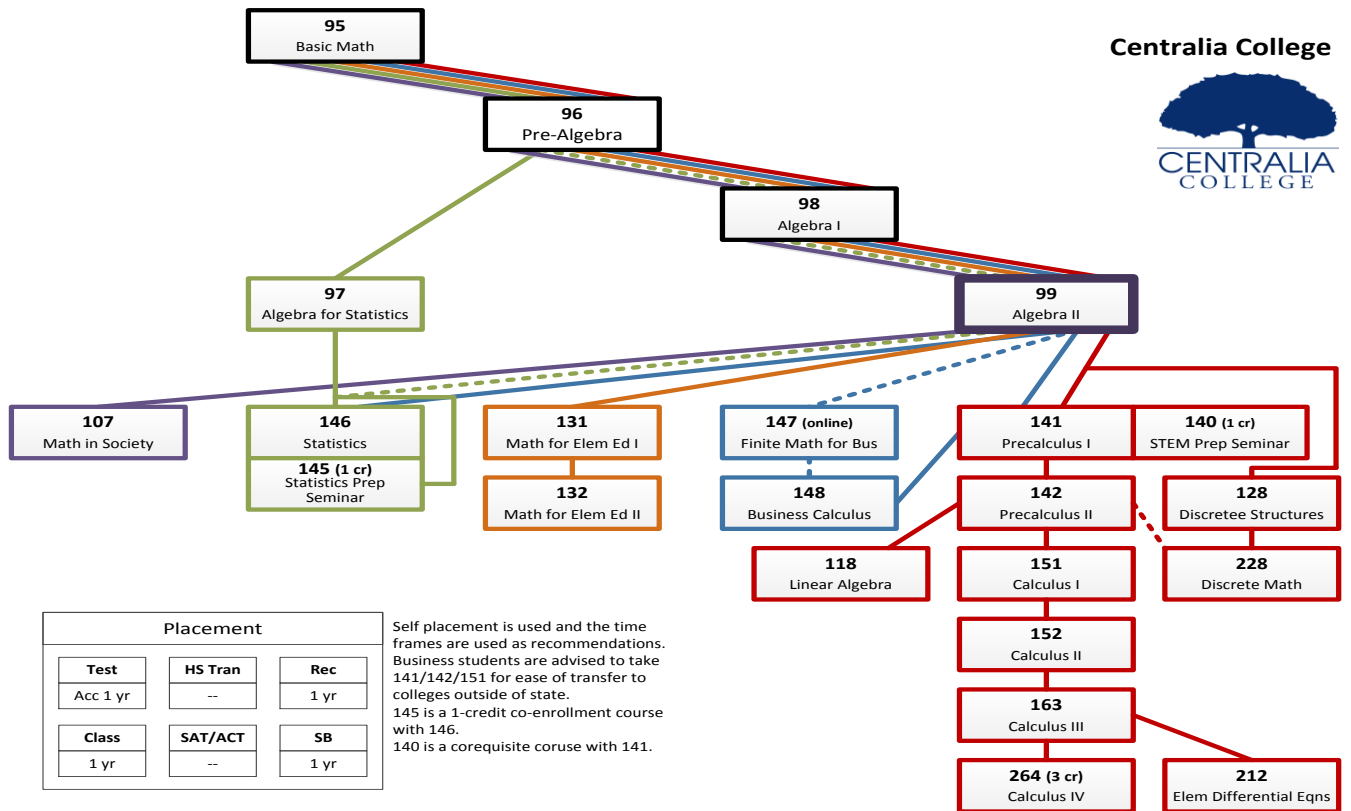 95
Basic Math
Centralia College
CENTRALIA
COLLEGE
96
Pre-Algebra
98
Algebra I
97
Algebra for Statistics
99
Algebra II
107
Math in Society
146
Statistics
145 (1 cr)
Statistics Prep
Seminar
131
Math for Elem Ed I
132
Math for Elem Ed II
147 (online)
Finite Math for Bus
148
Business Calculus
141
Precalculus I
140 (1 cr)
STEM Prep Seminar
142
Precalculus II
128
Discretee Structures
118
Linear Algebra
151
Calculus I
228
Discrete Math
152
Calculus II
163
Calculus III
264 (3 cr)
Calculus IV
212
Elem Differential Eqns
Placement
Test
Acc 1 yr
HS Tran
--
Rec
1 yr
Class
1 yr
SAT/ACT
--
SB
1 yr
Self placement is used and the time
frames are used as recommendations.
Business students are advised to take
141/142/151 for ease of transfer to
colleges outside of state.
145 is a 1-credit co-enrollment course
with 146.
140 is a corequisite coruse with 141.